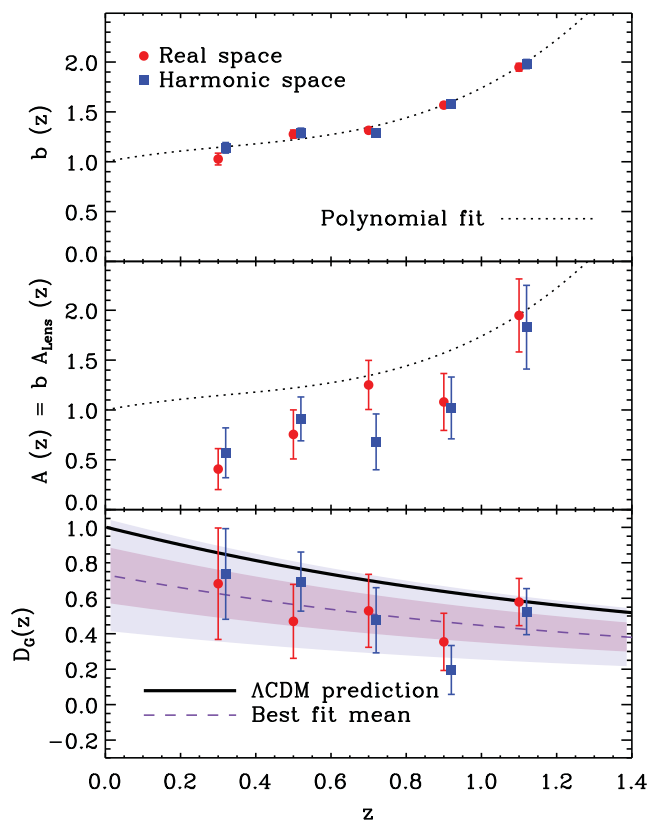 Real space
Harmonic space
2.0
1.5
1.0
0.5
0.0
b (z)
Polynomial fit
2.0
1.5
1.0
0.5
0.0
A (z) = b A_Lens (z)
1.0
0.8
0.6
0.4
0.2
0.0
−0.2
D_G(z)
ΛCDM prediction
Best fit mean
0.0 0.2 0.4 0.6 0.8 1.0 1.2 1.4
z